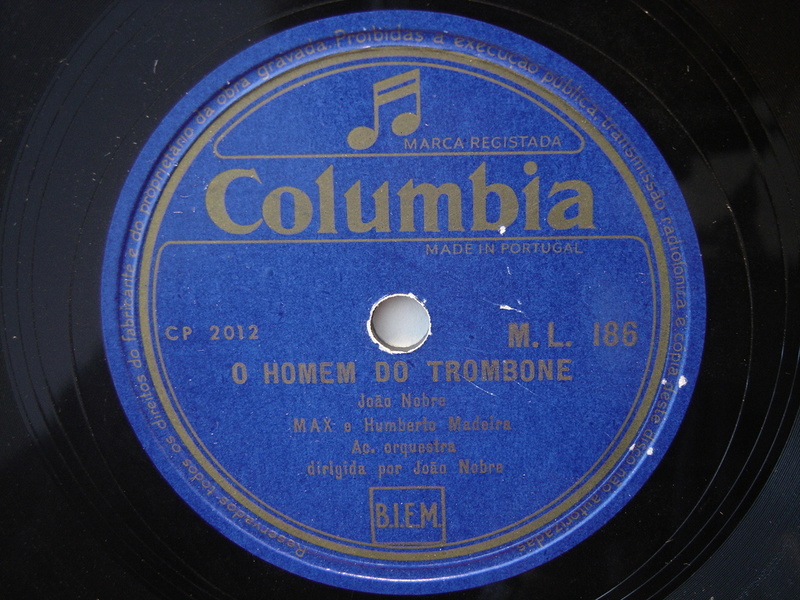 Reservados todos os direitos do fabricante e do proprietario da obra gravada. Proibidas a execução pública, transmissão radiofónica e copia deste disco não autorizadas.
MARCA REGISTADA
Columbia
MADE IN PORTUGAL
CP 2012
M. L. 186
O HOMEM DO TROMBONE
João Nobre
MAX e Humberto Madeira
Ac. orquestra
dirigida por João Nobre
B.I.E.M.